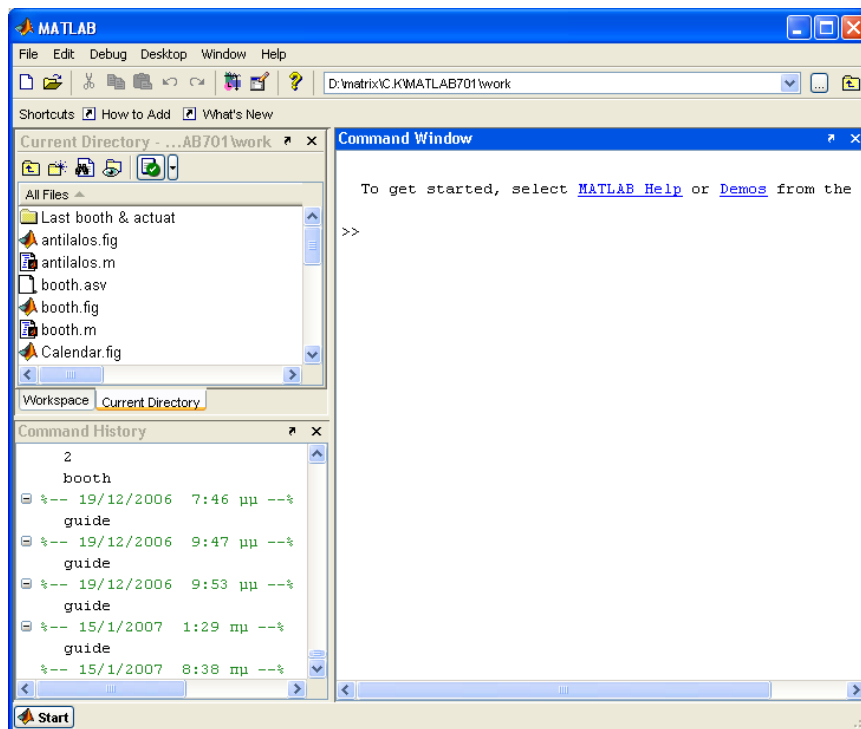 MATLAB
File Edit Debug Desktop Window Help
D:\matrix\C.K\MATLAB701\work
...
Shortcuts How to Add What's New
Current Directory - ...AB701\work
All Files
Last booth & actuat
antilalos.fig
antilalos.m
booth.asv
booth.fig
booth.m
Calendar.fig
Workspace Current Directory
Command History
2
booth
%-- 19/12/2006 7:46 μμ --%
guide
%-- 19/12/2006 9:47 μμ --%
guide
%-- 19/12/2006 9:53 μμ --%
guide
%-- 15/1/2007 1:29 πμ --%
guide
%-- 15/1/2007 8:38 πμ --%
Command Window
To get started, select MATLAB Help or Demos from the
>>
Start